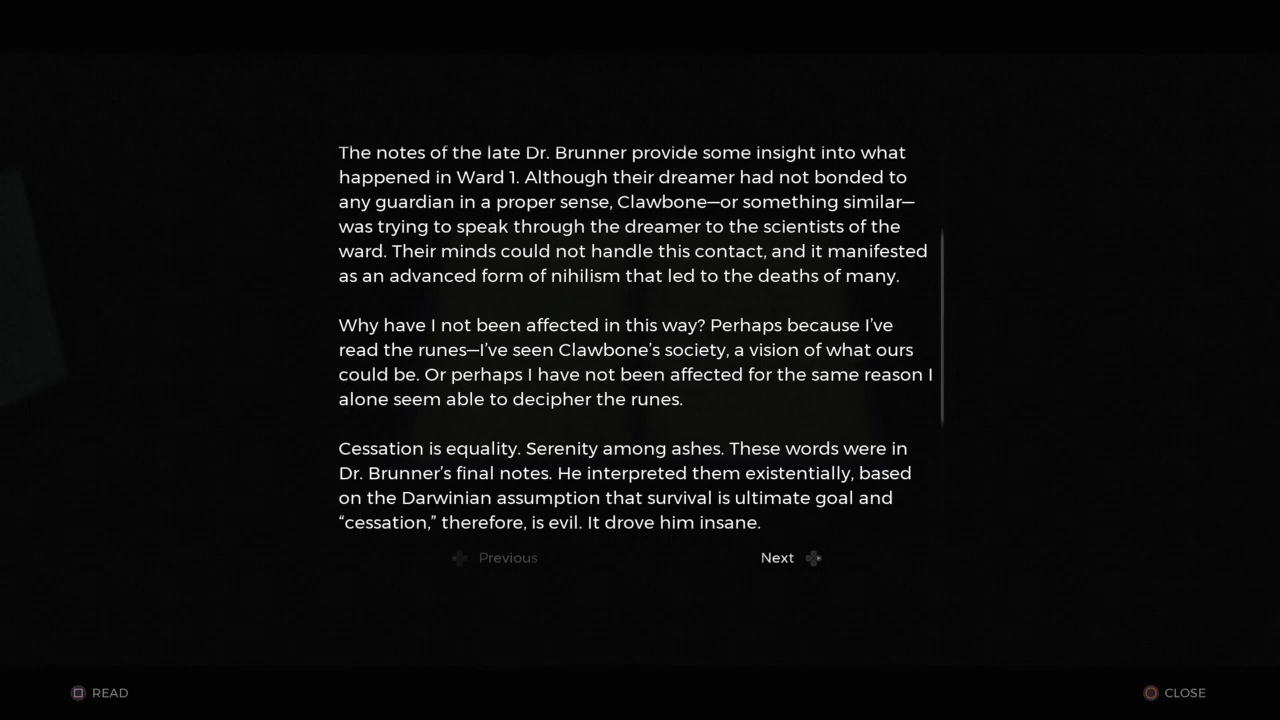 The notes of the late Dr. Brunner provide some insight into what
happened in Ward 1. Although their dreamer had not bonded to
any guardian in a proper sense, Clawbone—or something similar—
was trying to speak through the dreamer to the scientists of the
ward. Their minds could not handle this contact, and it manifested
as an advanced form of nihilism that led to the deaths of many.
Why have I not been affected in this way? Perhaps because I’ve
read the runes—I’ve seen Clawbone’s society, a vision of what ours
could be. Or perhaps I have not been affected for the same reason I
alone seem able to decipher the runes.
Cessation is equality. Serenity among ashes. These words were in
Dr. Brunner’s final notes. He interpreted them existentially, based
on the Darwinian assumption that survival is ultimate goal and
“cessation,” therefore, is evil. It drove him insane.
Previous Next
READ CLOSE